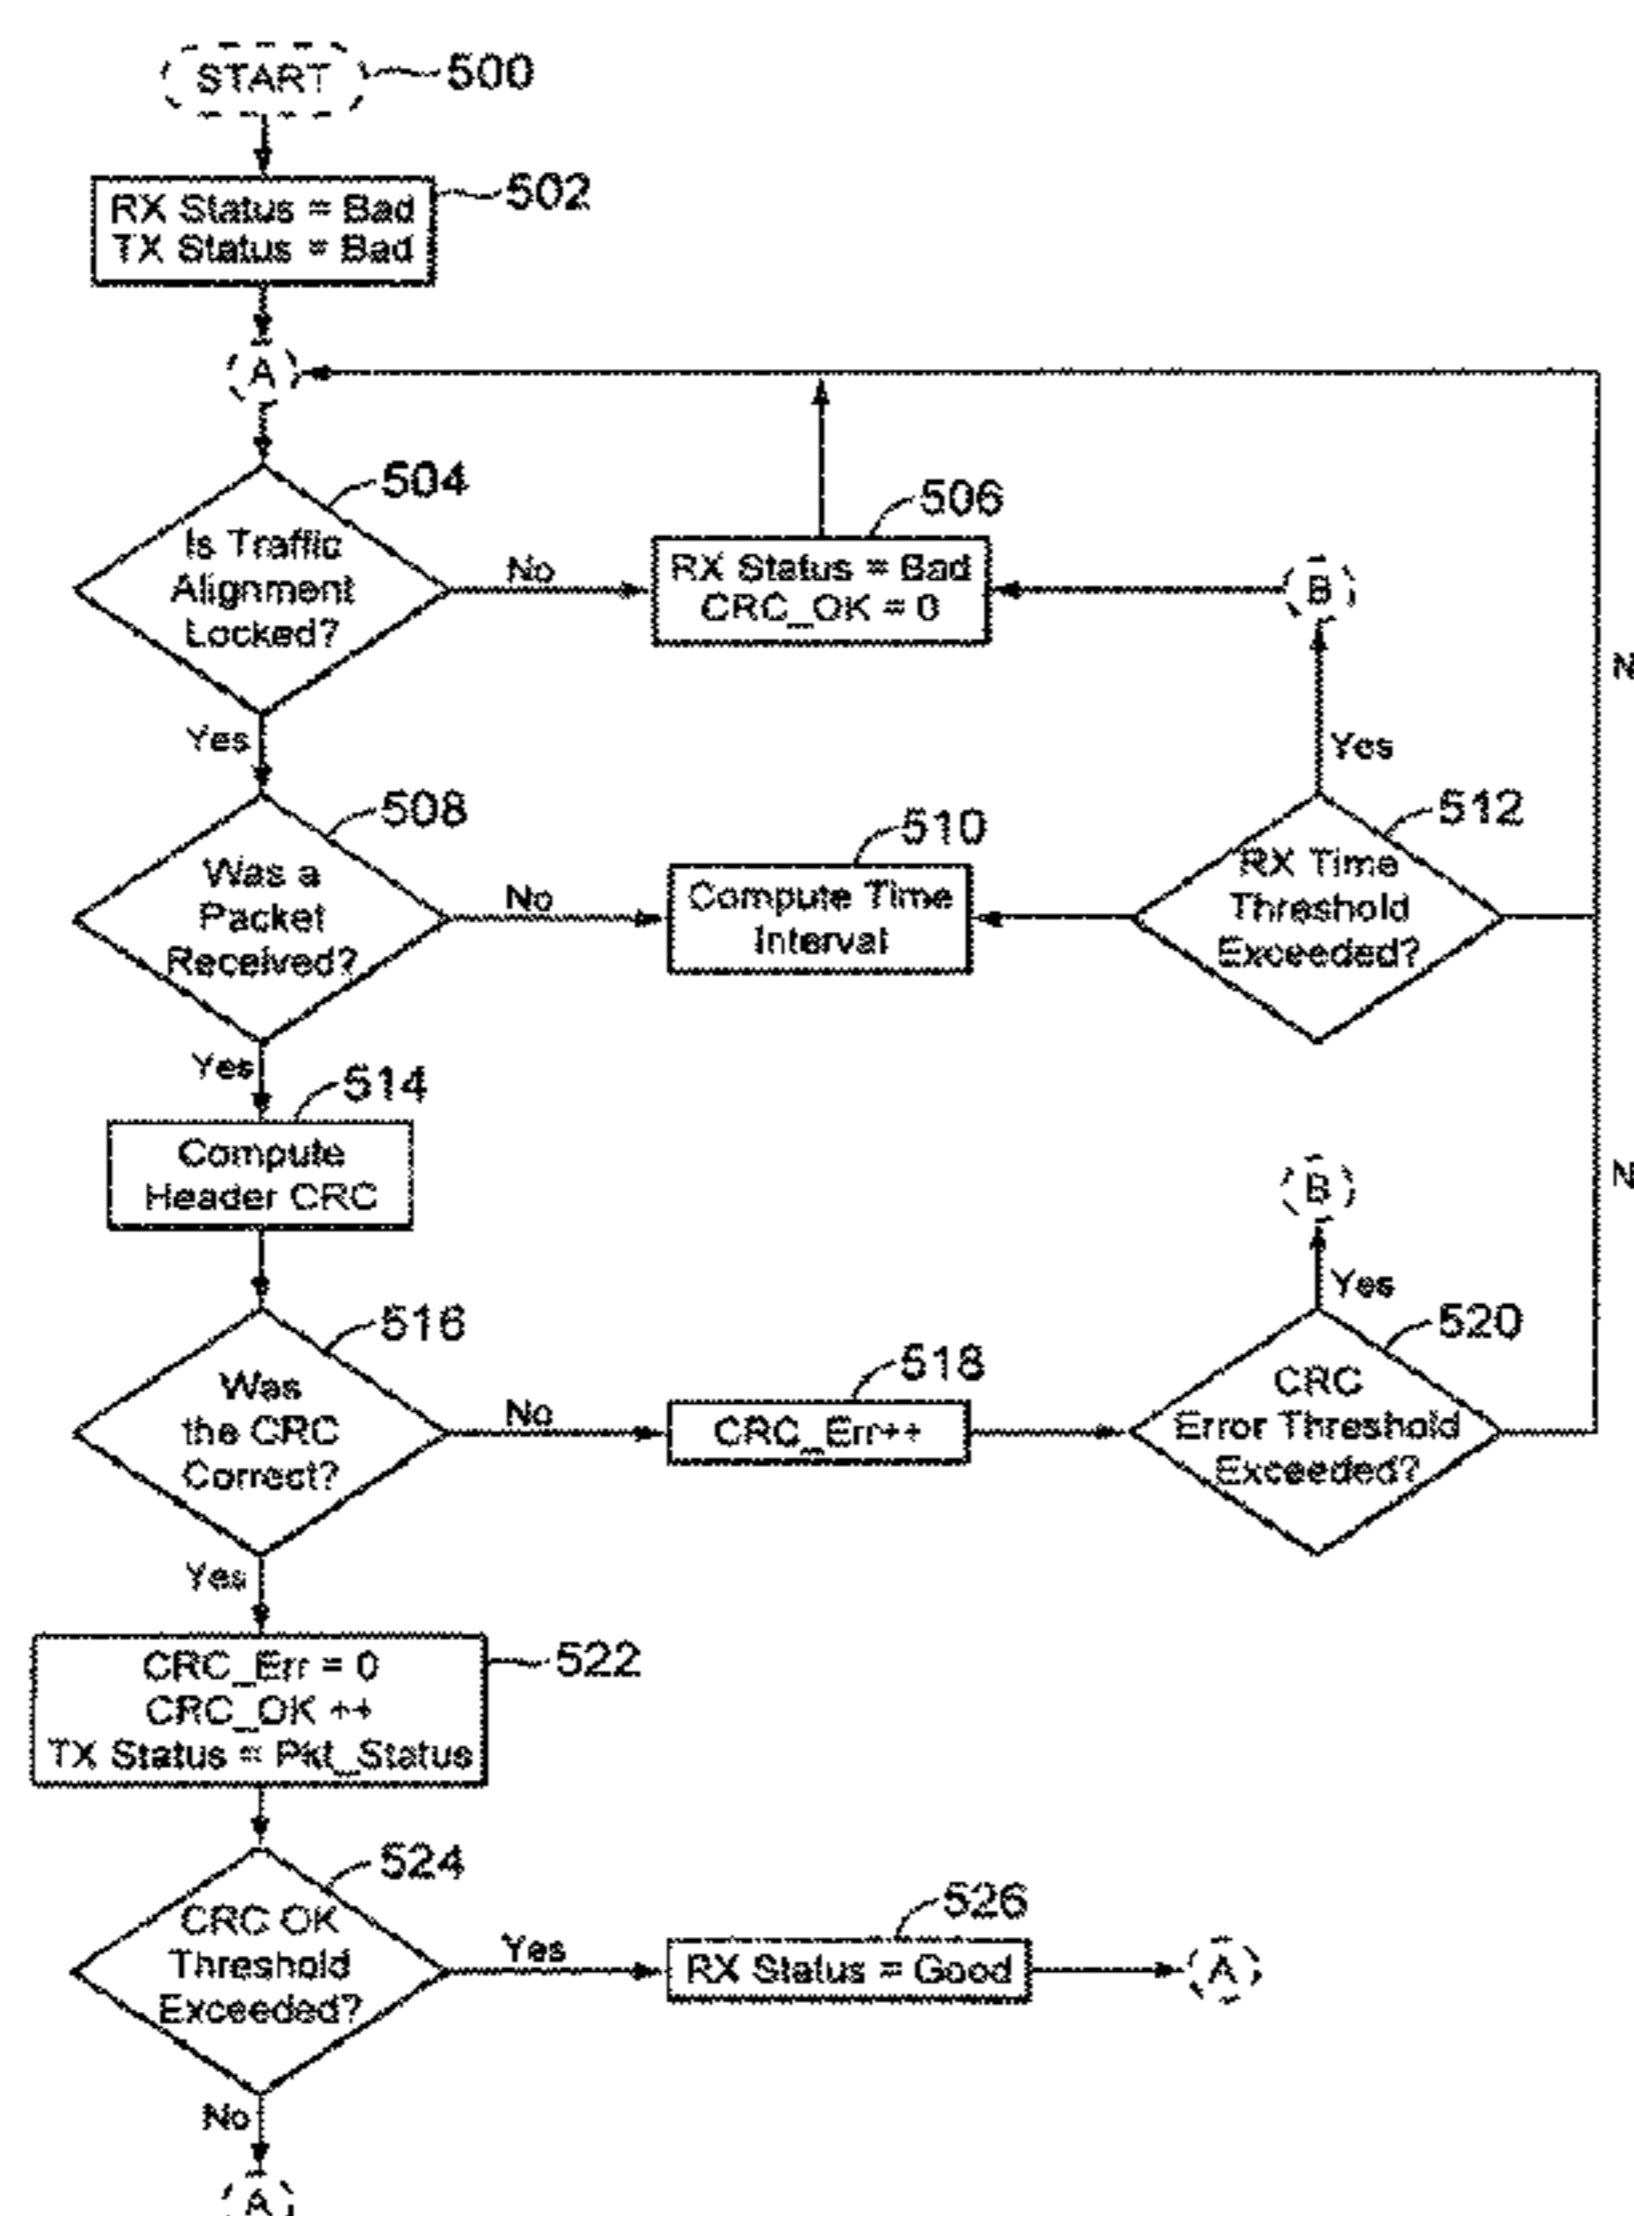 START
500
RX Status = Bad
TX Status = Bad
502
A
504
Is Traffic
Alignment
Locked?
No
506
RX Status = Bad
CRC_OK = 0
B
Yes
N
Yes
508
Was a
Packet
Received?
No
510
Compute Time
Interval
512
RX Time
Threshold
Exceeded?
Yes
514
Compute
Header CRC
B
N
Yes
516
Was
the CRC
Correct?
No
518
CRC_Err++
520
CRC
Error Threshold
Exceeded?
Yes
CRC_Err = 0
CRC_OK ++
TX Status = Pkt_Status
522
524
CRC OK
Threshold
Exceeded?
Yes
526
RX Status = Good
A
No
A